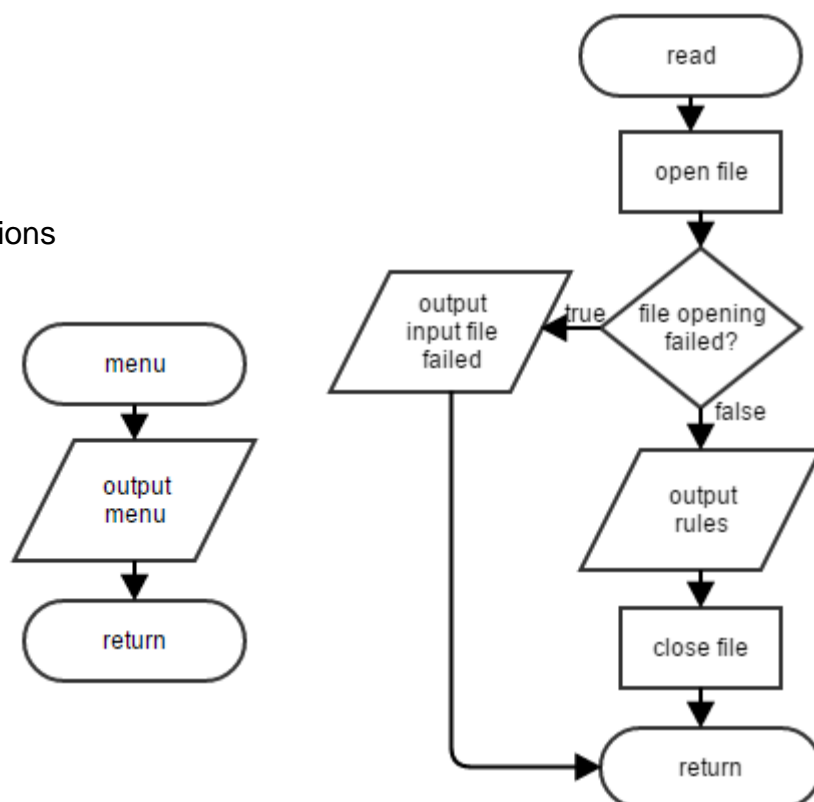 ions
menu
output
menu
return
read
open file
file opening
failed?
true
output
input file
failed
false
output
rules
close file
return